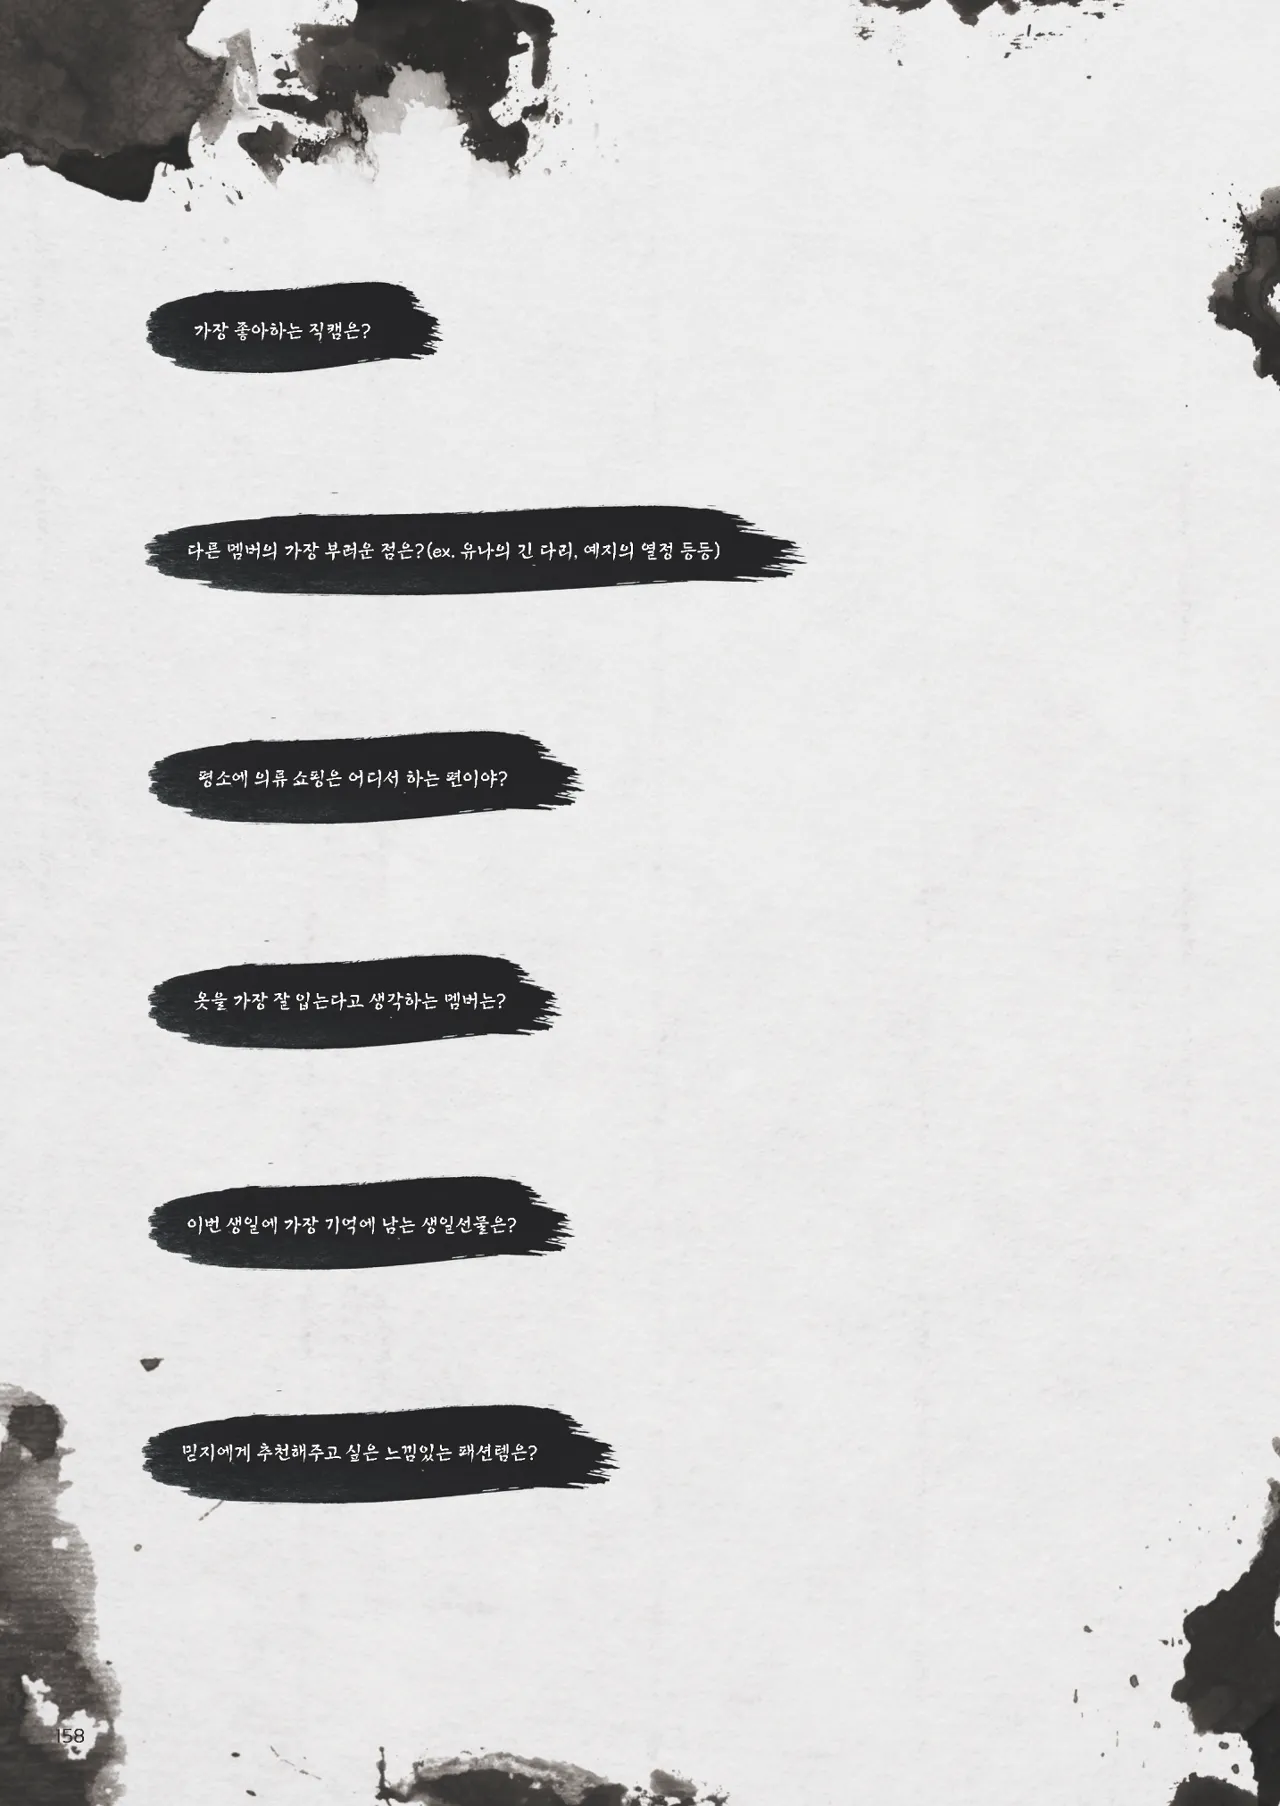 가장 좋아하는 직캠은?
다른 멤버의 가장 부러운 점은?(ex. 유나의 긴 다리, 예지의 열정 등등)
평소에 의류 쇼핑은 어디서 하는 편이야?
옷을 가장 잘 입는다고 생각하는 멤버는?
이번 생일에 가장 기억에 남는 생일선물은?
믿지에게 추천해주고 싶은 느낌있는 패션템은?
158